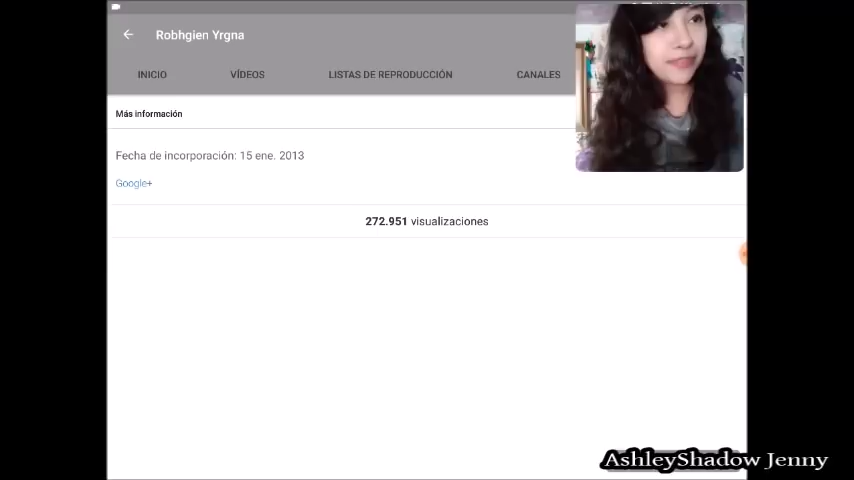 Robhgien Yrgna
INICIO VÍDEOS LISTAS DE REPRODUCCIÓN CANALES
Más información
Fecha de incorporación: 15 ene. 2013
Google+
272.951 visualizaciones
AshleyShadow Jenny